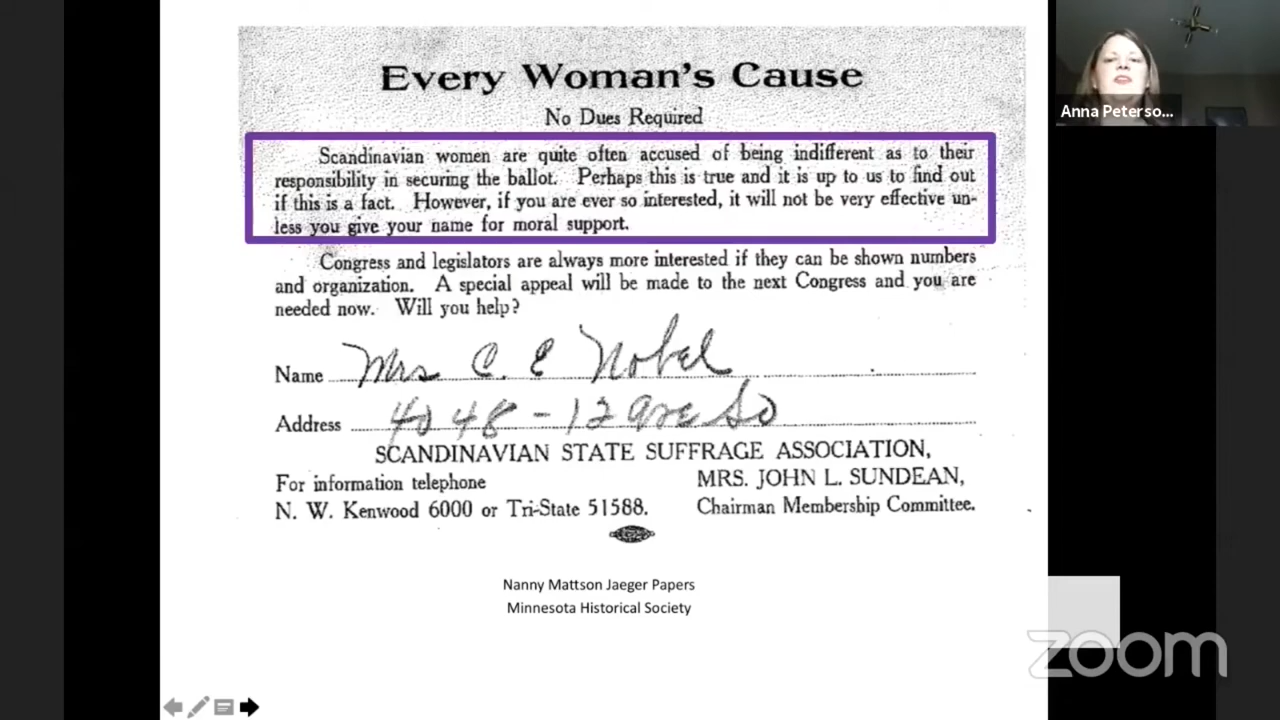 Every Woman's Cause
No Dues Required
Scandinavian women are quite often accused of being indifferent as to their
responsibility in securing the ballot. Perhaps this is true and it is up to us to find out
if this is a fact. However, if you are ever so interested, it will not be very effective un-
less you give your name for moral support.
Congress and legislators are always more interested if they can be shown numbers
and organization. A special appeal will be made to the next Congress and you are
needed now. Will you help?
Name Mrs C. E Nobel
Address 4048 - 12 ave So
SCANDINAVIAN STATE SUFFRAGE ASSOCIATION,
For information telephone
N. W. Kenwood 6000 or Tri-State 51588.
MRS. JOHN L. SUNDEAN,
Chairman Membership Committee.
Nanny Mattson Jaeger Papers
Minnesota Historical Society
Anna Peterso...
zoom